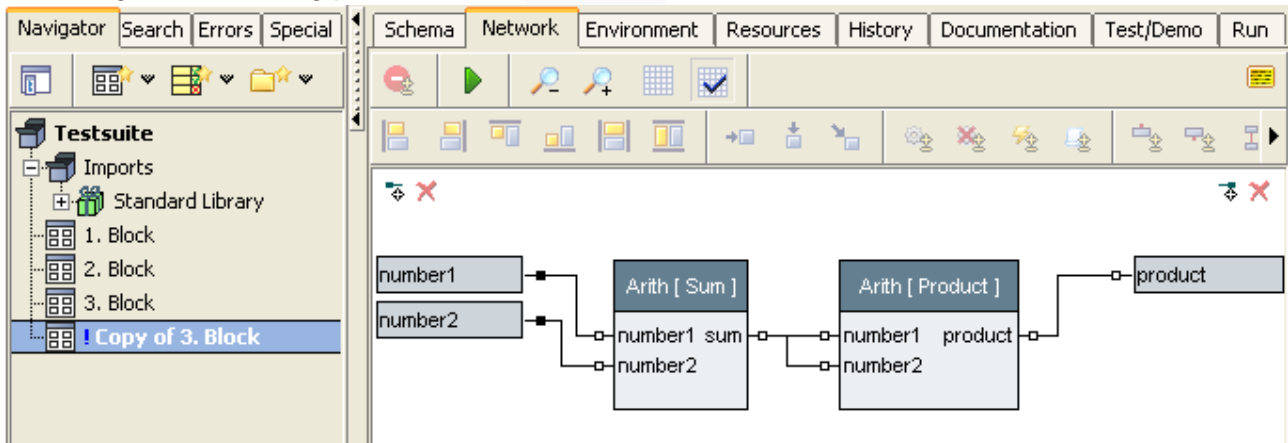 Navigator Search Errors Special
Schema Network Environment Resources History Documentation Test/Demo Run
Testsuite
Imports
Standard Library
1. Block
2. Block
3. Block
! Copy of 3. Block
number1
number2
Arith [ Sum ]
number1 sum
number2
Arith [ Product ]
number1 product
number2
product